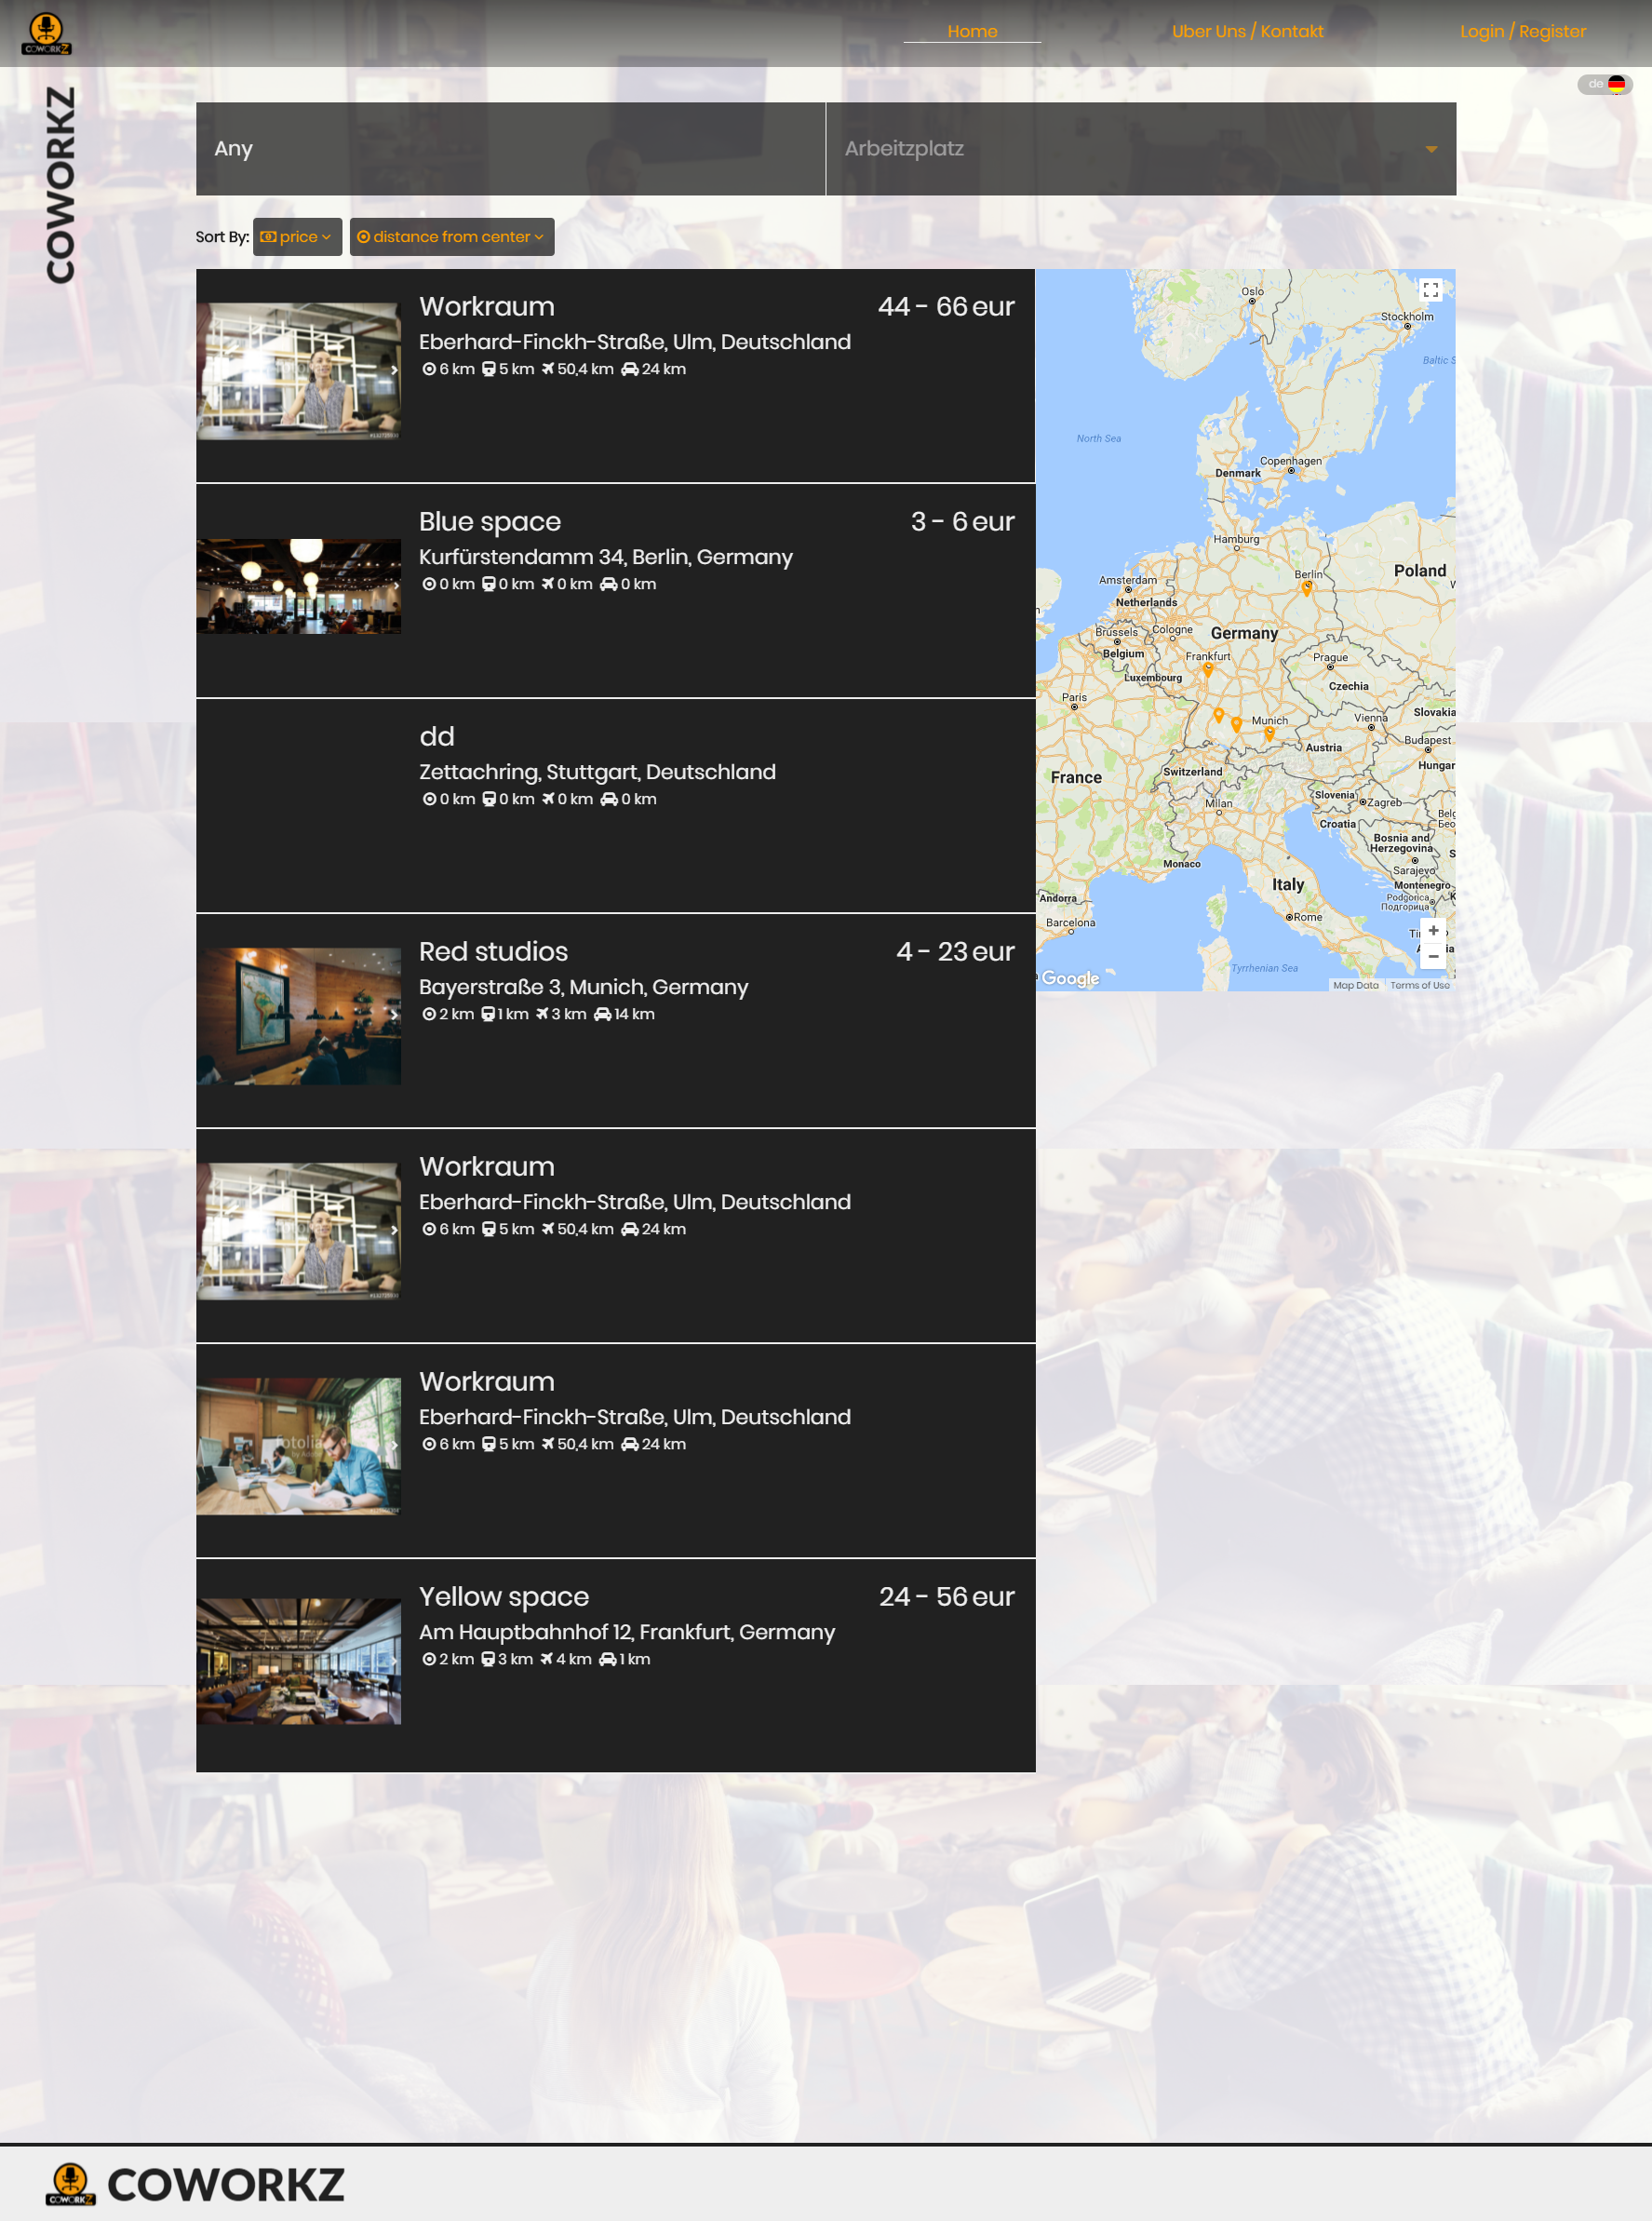 COWORKZ
Home
Uber Uns / Kontakt
Login / Register
de
COWORKZ
Any
Arbeitzplatz
Sort By:
price
distance from center
Workraum
44 - 66 eur
Eberhard-Finckh-Straße, Ulm, Deutschland
6 km 5 km 50,4 km 24 km
Blue space
3 - 6 eur
Kurfürstendamm 34, Berlin, Germany
0 km 0 km 0 km 0 km
dd
Zettachring, Stuttgart, Deutschland
0 km 0 km 0 km 0 km
Red studios
4 - 23 eur
Bayerstraße 3, Munich, Germany
2 km 1 km 3 km 14 km
Workraum
Eberhard-Finckh-Straße, Ulm, Deutschland
6 km 5 km 50,4 km 24 km
Workraum
Eberhard-Finckh-Straße, Ulm, Deutschland
6 km 5 km 50,4 km 24 km
fotolia
Yellow space
24 - 56 eur
Am Hauptbahnhof 12, Frankfurt, Germany
2 km 3 km 4 km 1 km
Oslo
Stockholm
Baltic S
North Sea
Copenhagen
Denmark
Hamburg
Berlin
Poland
Amsterdam
Netherlands
Brussels
Cologne
Germany
Belgium
Frankfurt
Prague
Luxembourg
Czechia
Paris
Slovakia
Munich
Vienna
Budapest
Austria
Hungar
France
Switzerland
Slovenia
Zagreb
Milan
Croatia
Bosnia and
Herzegovina
Monaco
Sarajevo
Italy
Montenegro
Andorra
Podgorica
Подгорица
Barcelona
Rome
Tyrrhenian Sea
Google
Map Data
Terms of Use
COWORKZ
COWORKZ